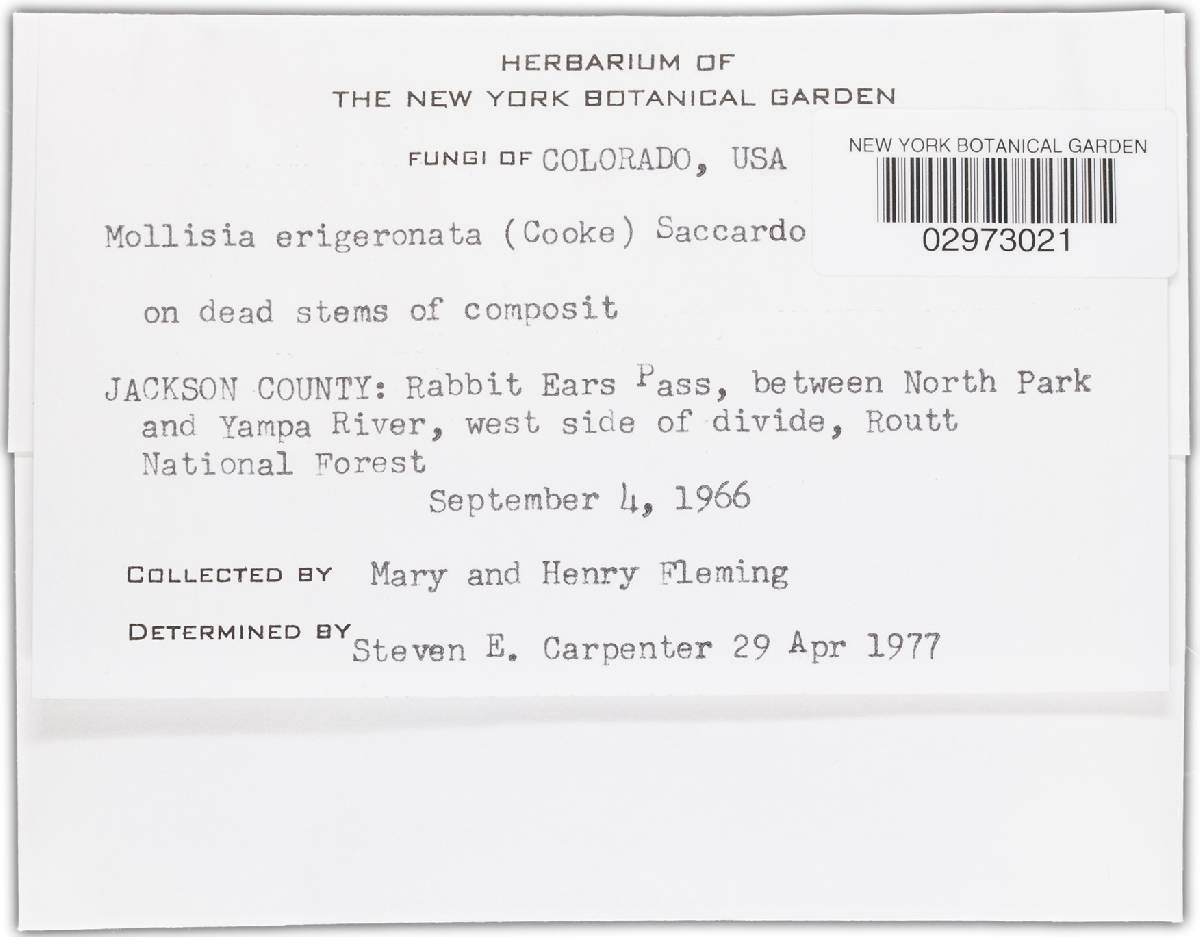 HERBARIUM OF
THE NEW YORK BOTANICAL GARDEN
FUNGI OF COLORADO, USA
NEW YORK BOTANICAL GARDEN
02973021
Mollisia erigeronata (Cooke) Saccardo
on dead stems of composit
JACKSON COUNTY: Rabbit Ears Pass, between North Park
and Yampa River, west side of divide, Routt
National Forest
September 4, 1966
COLLECTED BY Mary and Henry Fleming
DETERMINED BY Steven E. Carpenter 29 Apr 1977